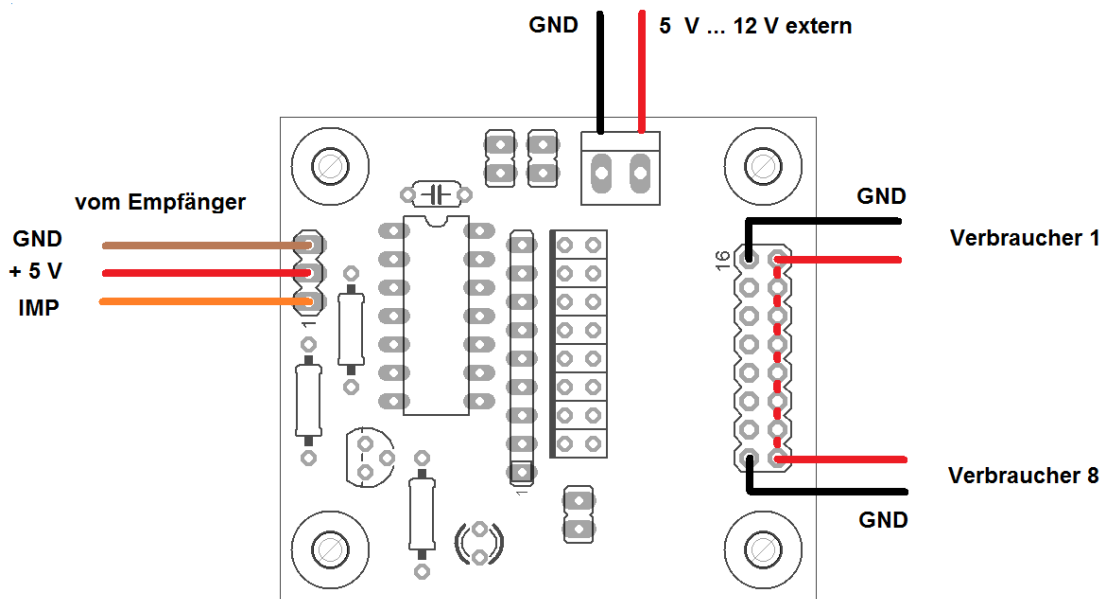 GND
5 V ... 12 V extern
vom Empfänger
GND
+ 5 V
IMP
1
1
16
GND
Verbraucher 1
Verbraucher 8
GND